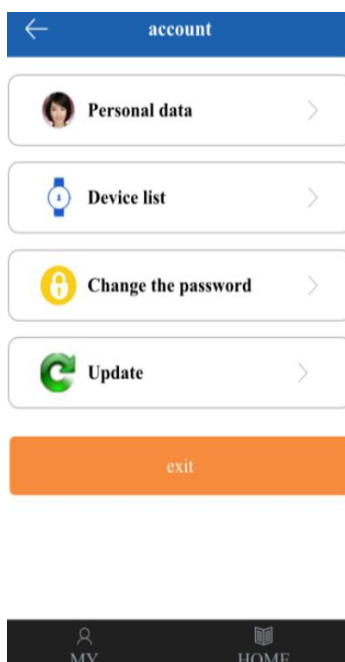 account
Personal data
Device list
Change the password
Update
exit
MY
HOME